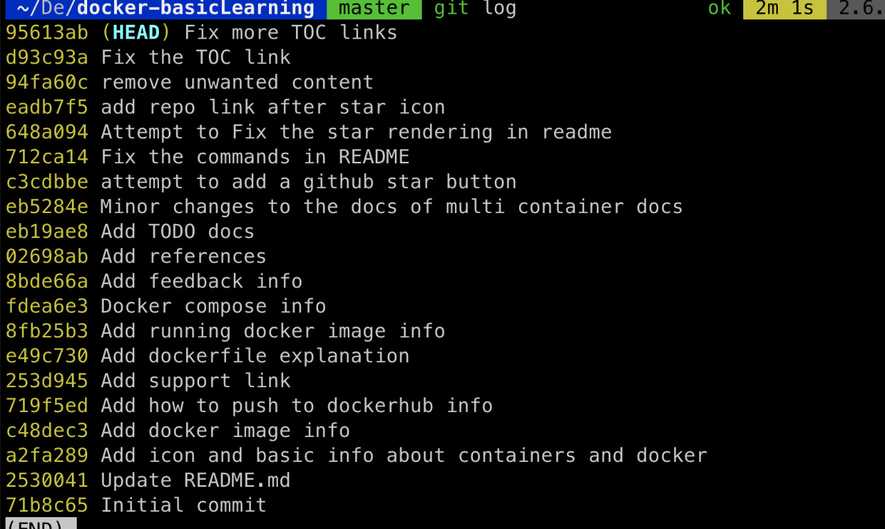 ~/De/docker-basicLearning master git log ok 2m 1s 2.6.
95613ab (HEAD) Fix more TOC links
d93c93a Fix the TOC link
94fa60c remove unwanted content
eadb7f5 add repo link after star icon
648a094 Attempt to Fix the star rendering in readme
712ca14 Fix the commands in README
c3cdbbe attempt to add a github star button
eb5284e Minor changes to the docs of multi container docs
eb19ae8 Add TODO docs
02698ab Add references
8bde66a Add feedback info
fdea6e3 Docker compose info
8fb25b3 Add running docker image info
e49c730 Add dockerfile explanation
253d945 Add support link
719f5ed Add how to push to dockerhub info
c48dec3 Add docker image info
a2fa289 Add icon and basic info about containers and docker
2530041 Update README.md
71b8c65 Initial commit
(END)